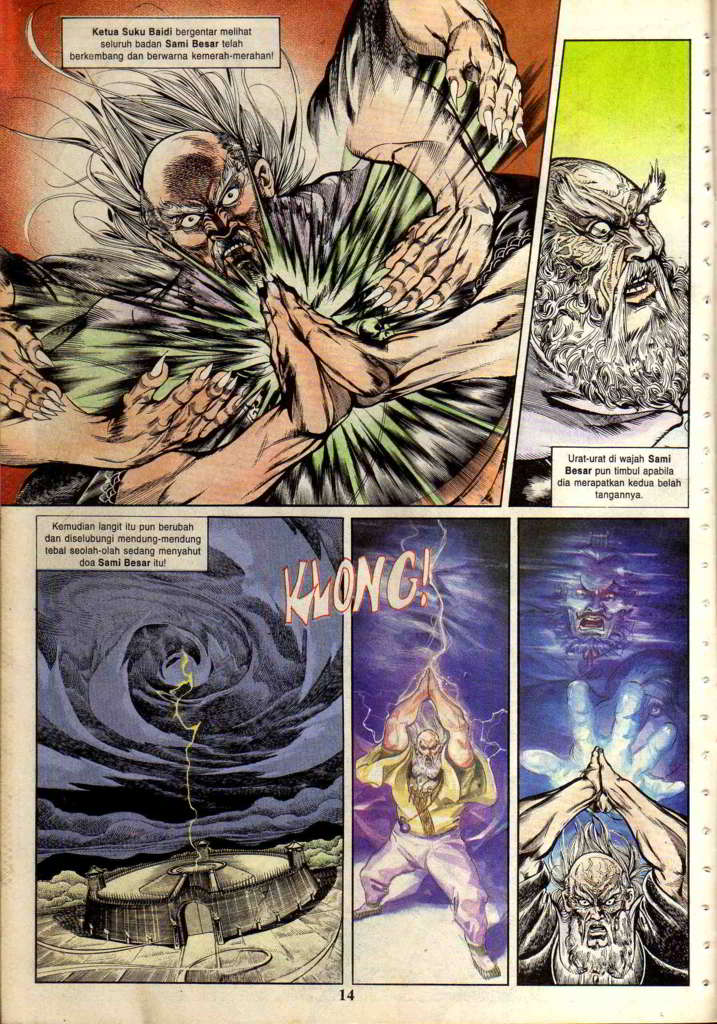 Ketua Suku Baidi bergentar melihat
seluruh badan Sami Besar telah
berkembang dan berwarna kemerah-merahan!
Urat-urat di wajah Sami
Besar pun timbul apabila
dia merapatkan kedua belah
tangannya.
Kemudian langit itu pun berubah
dan diselubungi mendung-mendung
tebal seolah-olah sedang menyahut
doa Sami Besar itu!
KLONG!
14